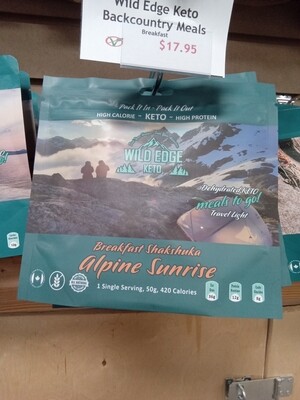 Wild Edge Keto
Backcountry Meals
Breakfast
$17.95
Pack It In - Pack It Out
HIGH CALORIE - KETO - HIGH PROTEIN
WILD EDGE
KETO
Dehydrated KETO
meals to go!
Travel Light
Breakfast Shakshuka
Alpine Sunrise
1 Single Serving, 50g, 420 Calories